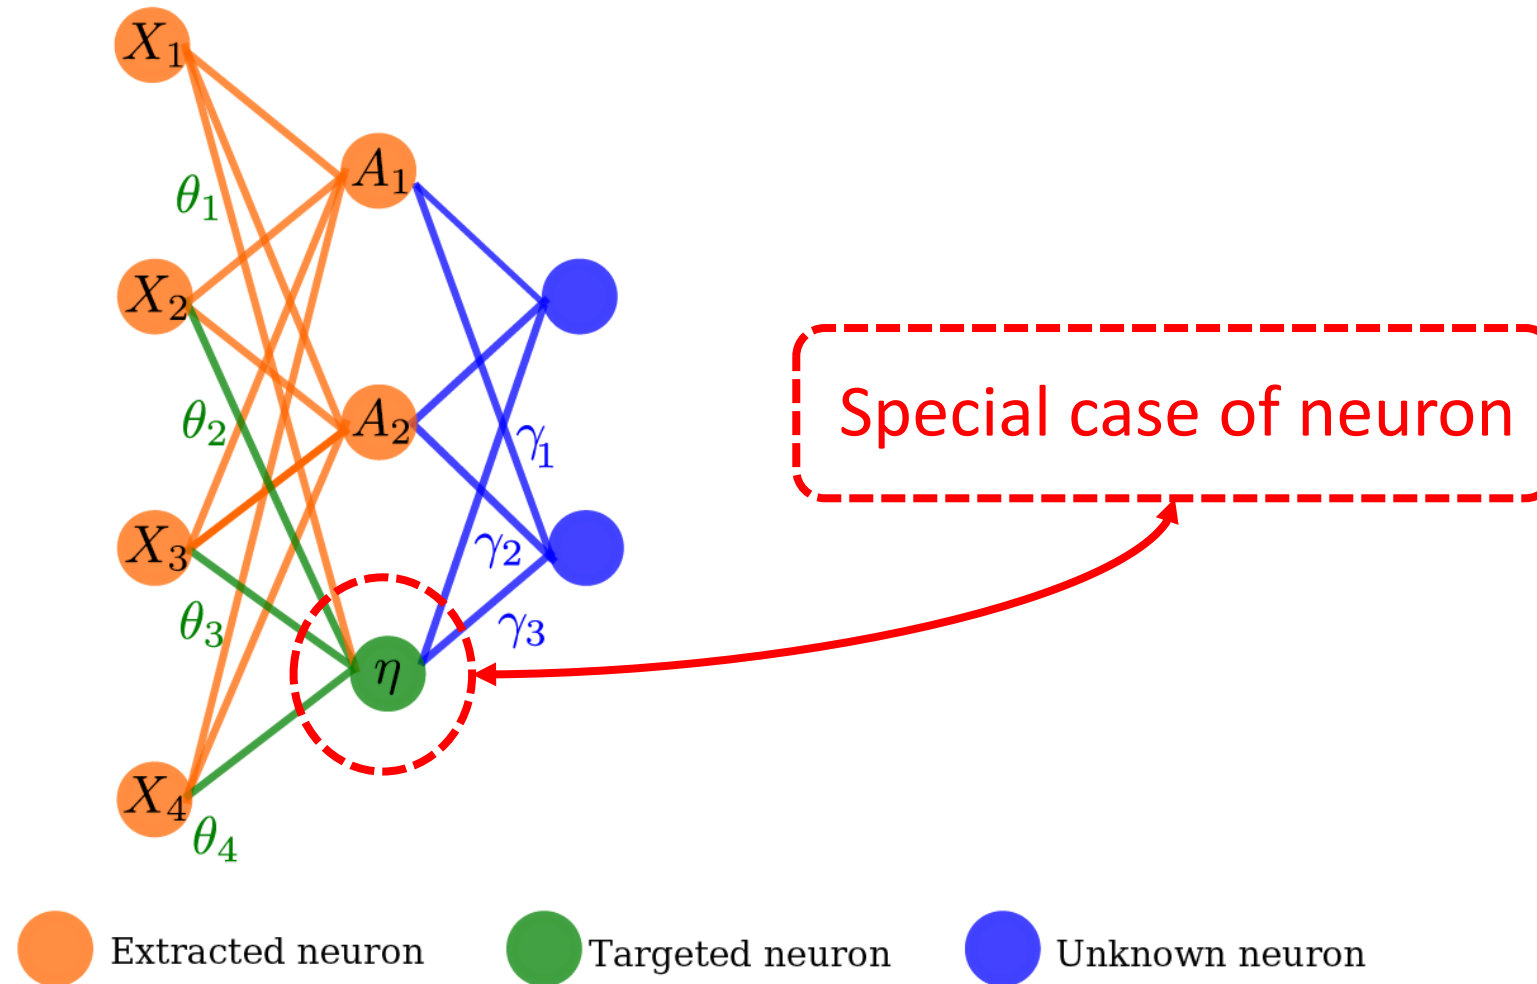 X₁
A₁
θ₁
X₂
θ₂
A₂
γ₁
Special case of neuron
X₃
γ₂
θ₃
γ₃
η
X₄
θ₄
Extracted neuron
Targeted neuron
Unknown neuron